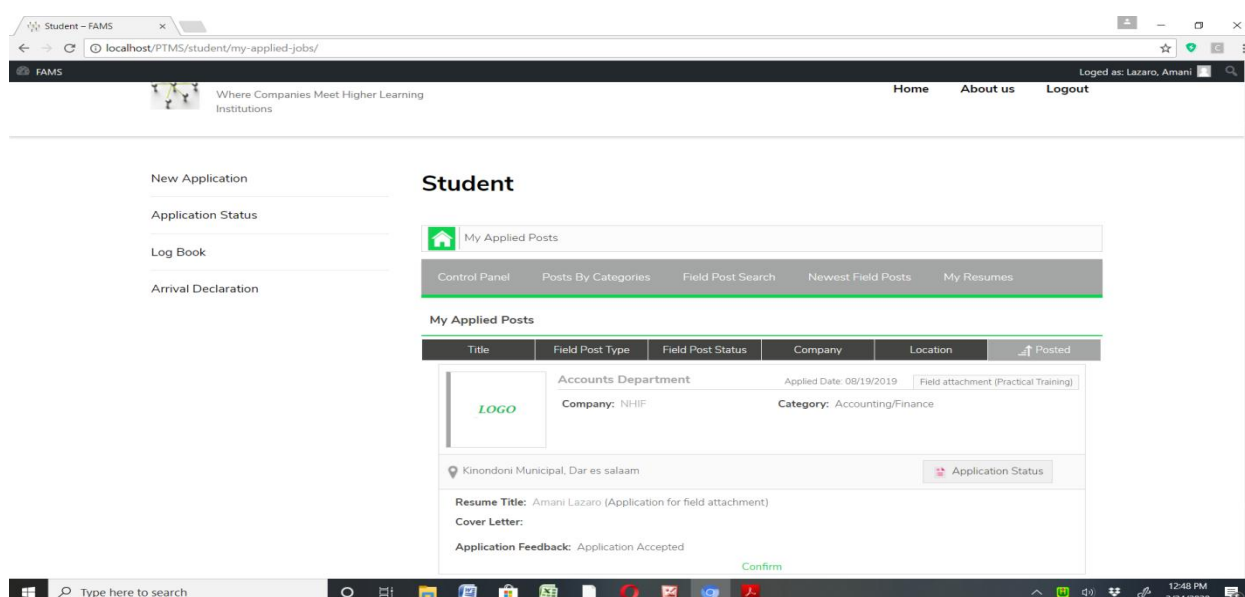 Student – FAMS
localhost/PTMS/student/my-applied-jobs/
FAMS
Loged as: Lazaro, Amani
Where Companies Meet Higher Learning
Institutions
Home About us Logout
New Application
Application Status
Log Book
Arrival Declaration
Student
My Applied Posts
Control Panel Posts By Categories Field Post Search Newest Field Posts My Resumes
My Applied Posts
Title Field Post Type Field Post Status Company Location Posted
LOGO
Accounts Department Applied Date: 08/19/2019 Field attachment (Practical Training)
Company: NHIF Category: Accounting/Finance
Kinondoni Municipal, Dar es salaam Application Status
Resume Title: Amani Lazaro (Application for field attachment)
Cover Letter:
Application Feedback: Application Accepted
Confirm
Type here to search
12:48 PM